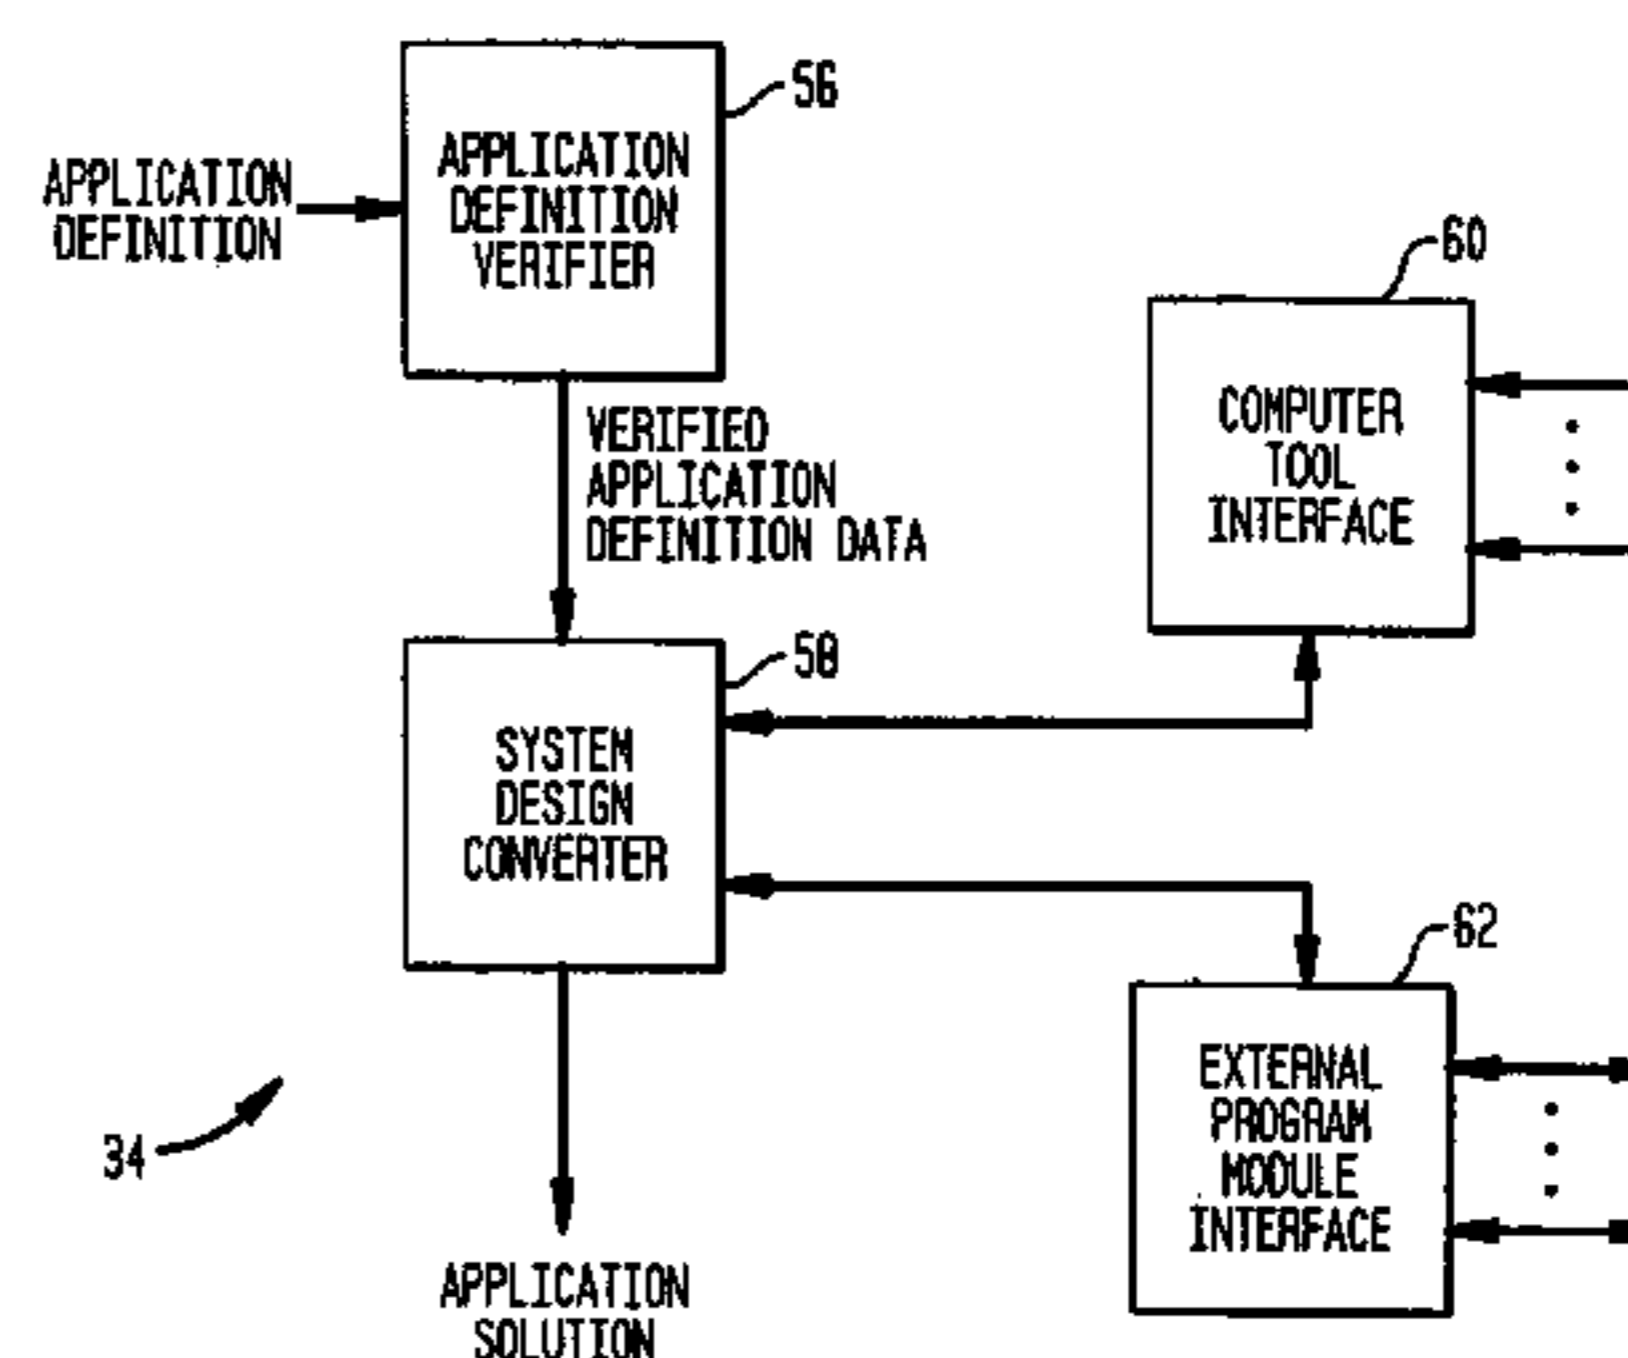 56
APPLICATION
DEFINITION
APPLICATION
DEFINITION
VERIFIER
60
VERIFIED
APPLICATION
DEFINITION DATA
COMPUTER
TOOL
INTERFACE
58
SYSTEM
DESIGN
CONVERTER
62
34
EXTERNAL
PROGRAM
MODULE
INTERFACE
APPLICATION
SOLUTION